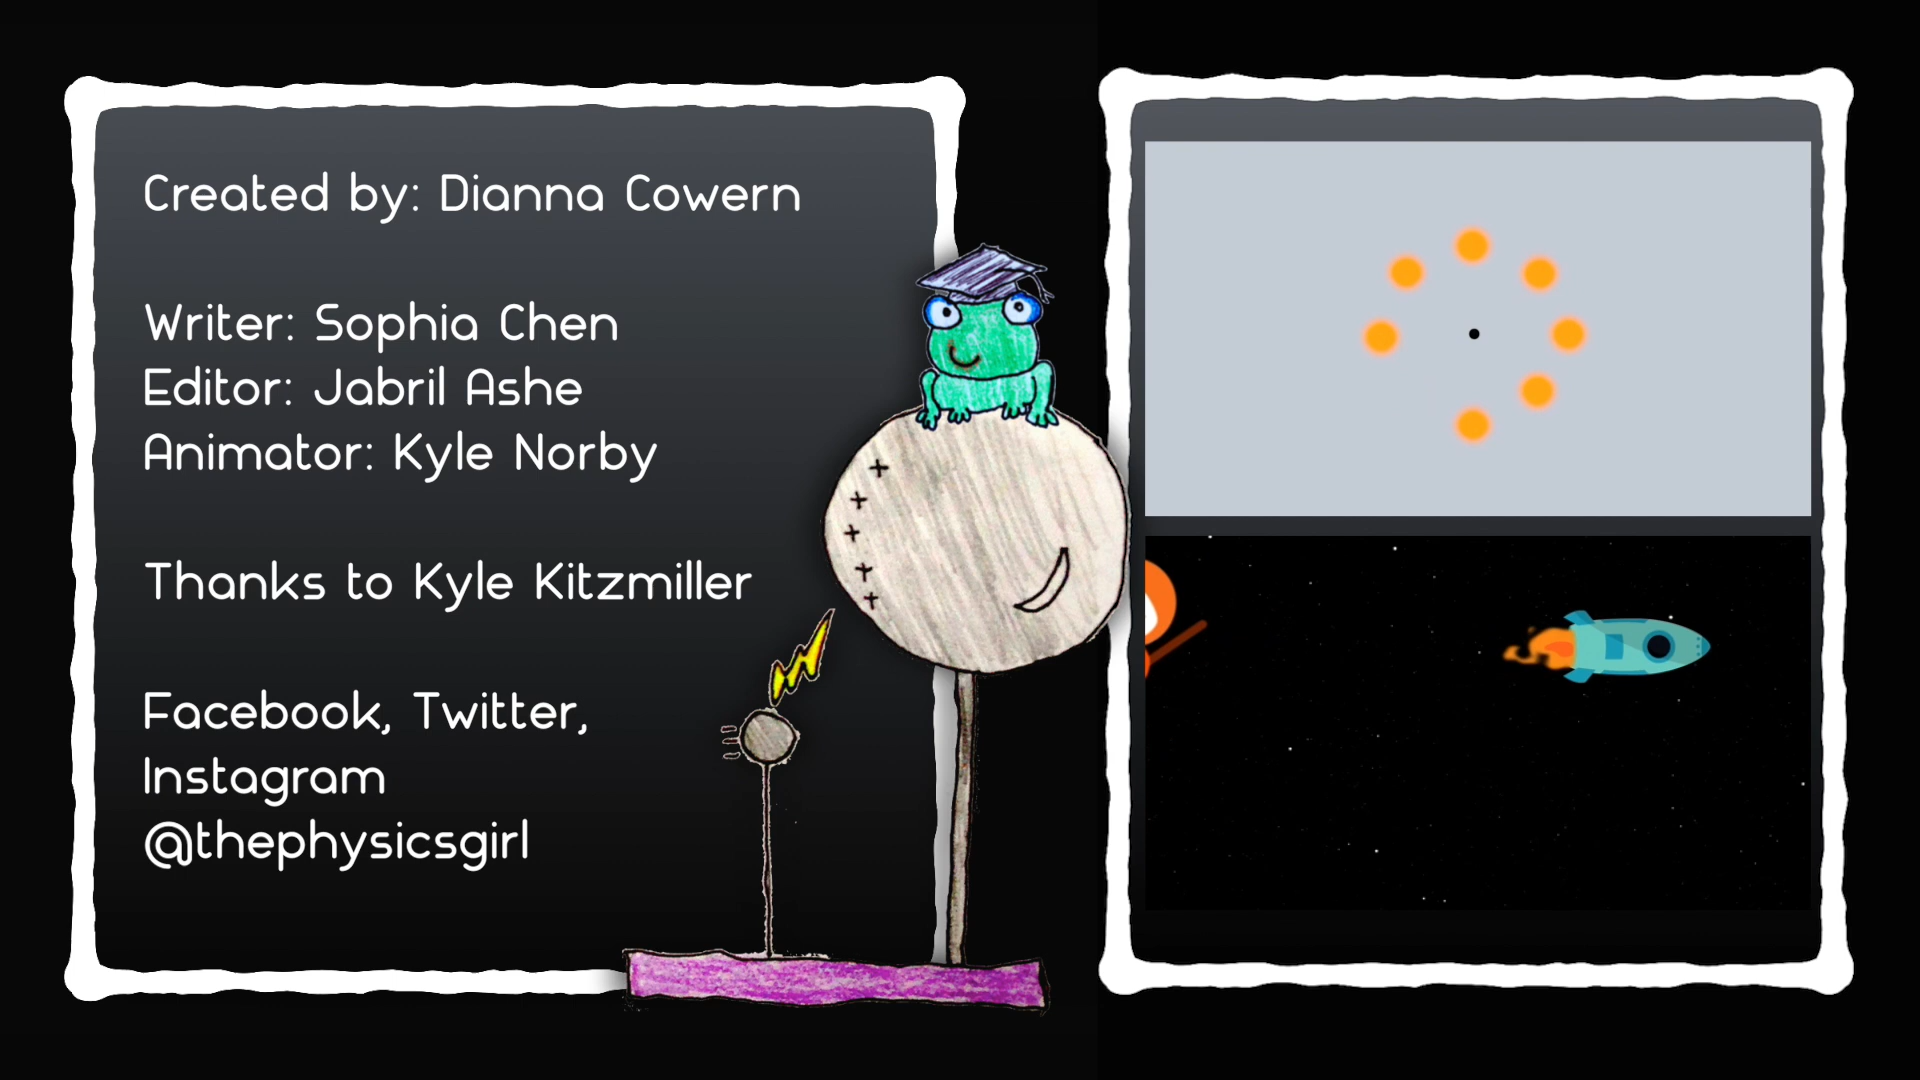 Created by: Dianna Cowern
Writer: Sophia Chen
Editor: Jabril Ashe
Animator: Kyle Norby
Thanks to Kyle Kitzmiller
Facebook, Twitter,
Instagram
@thephysicsgirl
+
+
+
+
+